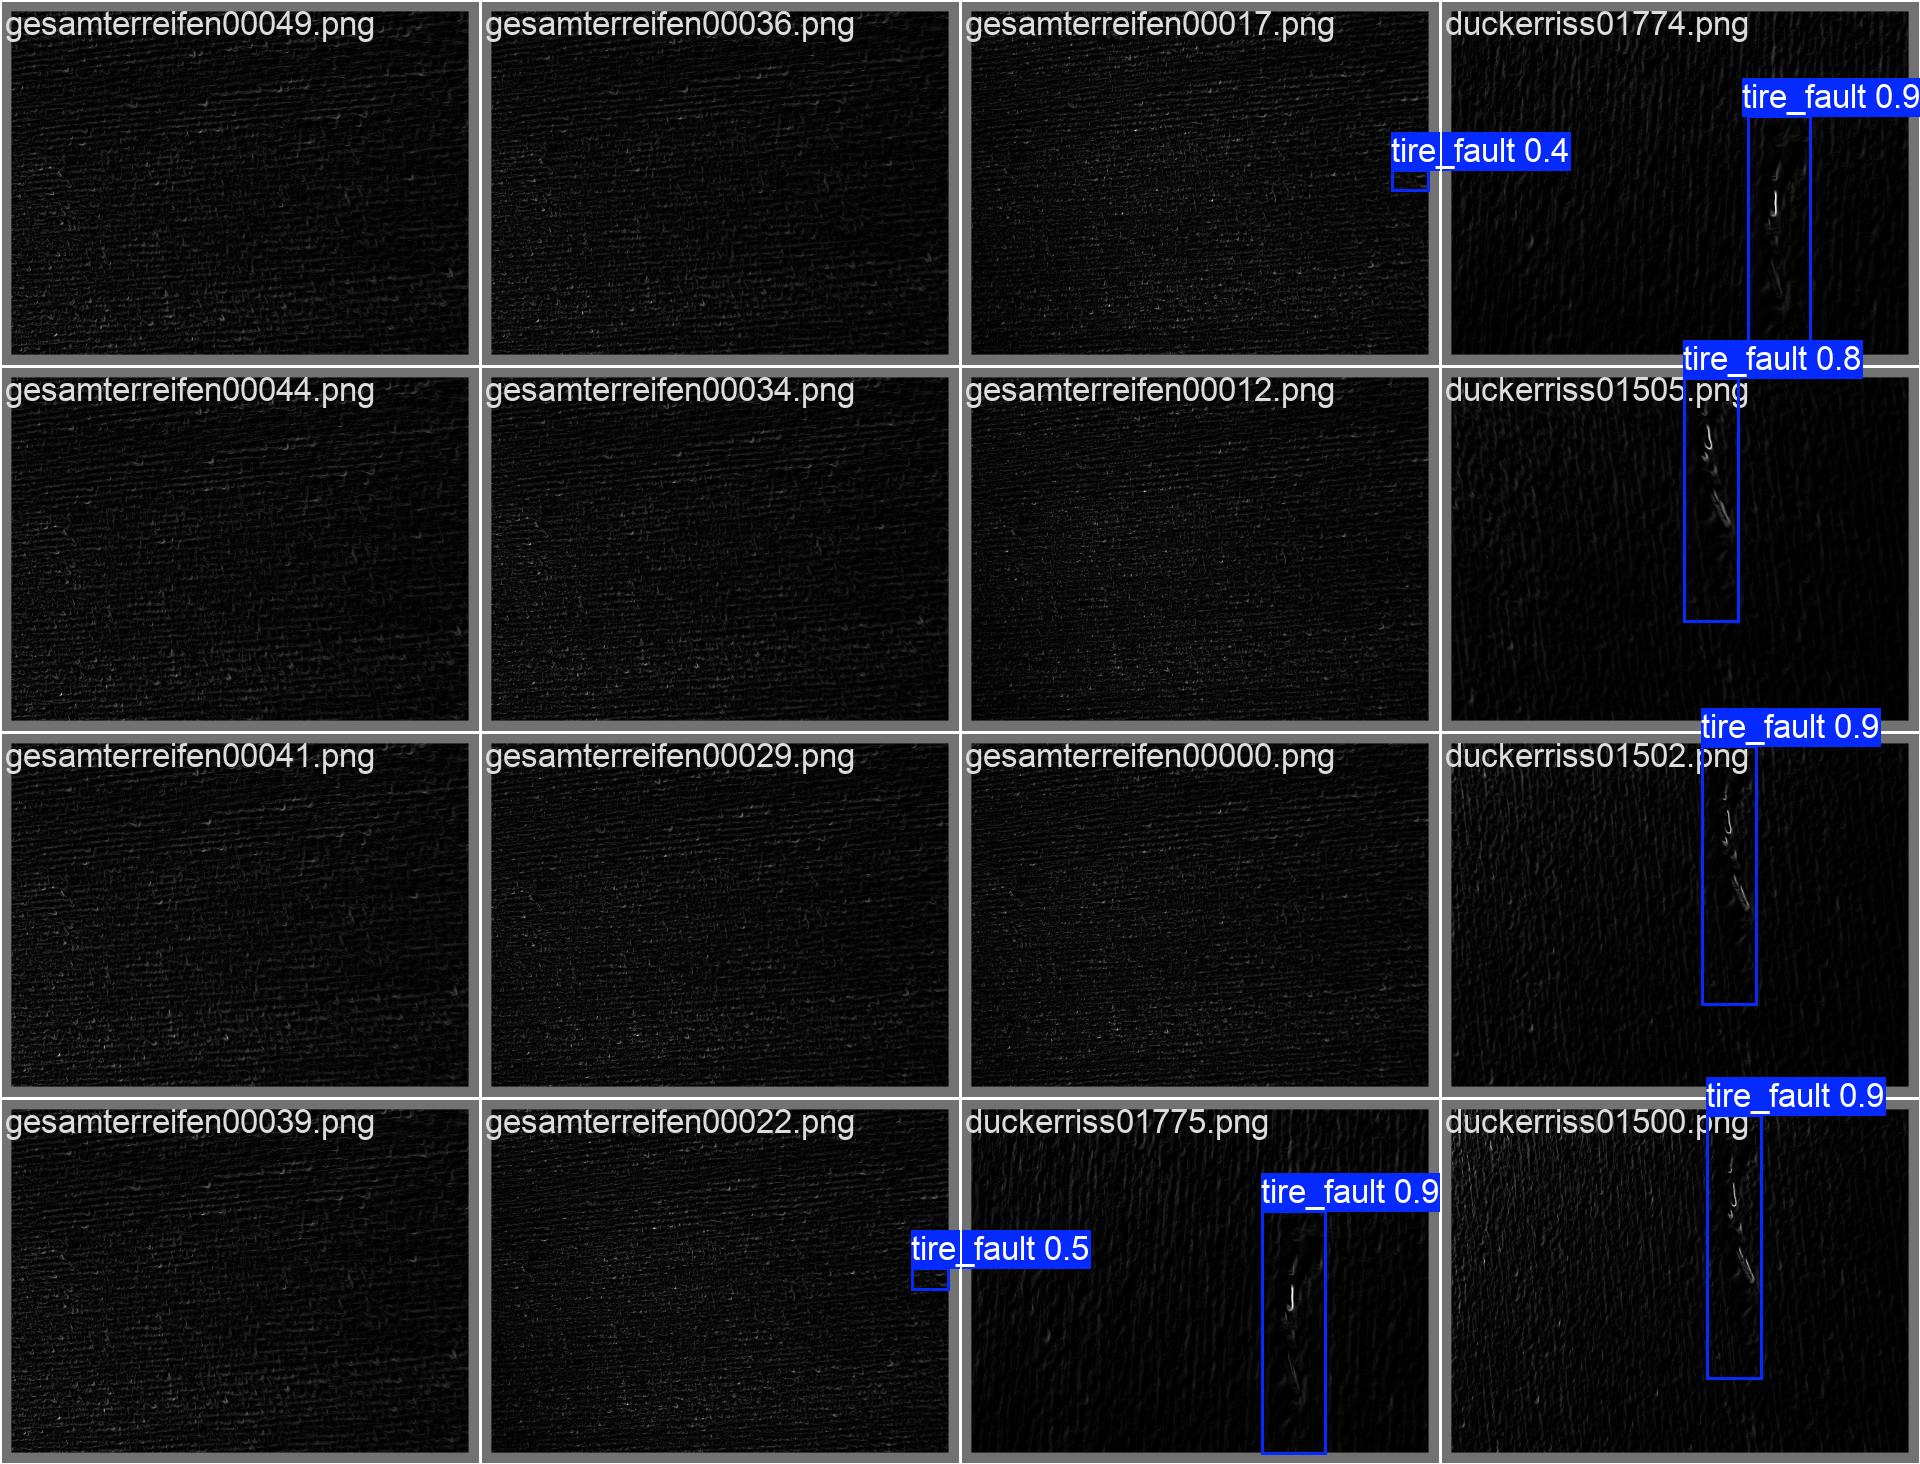 gesamterreifen00049.png
gesamterreifen00036.png
gesamterreifen00017.png
duckerriss01774.png
tire_fault 0.9
tire_fault 0.4
tire_fault 0.8
gesamterreifen00044.png
gesamterreifen00034.png
gesamterreifen00012.png
duckerriss01505.png
tire_fault 0.9
gesamterreifen00041.png
gesamterreifen00029.png
gesamterreifen00000.png
duckerriss01502.png
tire_fault 0.9
gesamterreifen00039.png
gesamterreifen00022.png
duckerriss01775.png
duckerriss01500.png
tire_fault 0.9
tire_fault 0.5